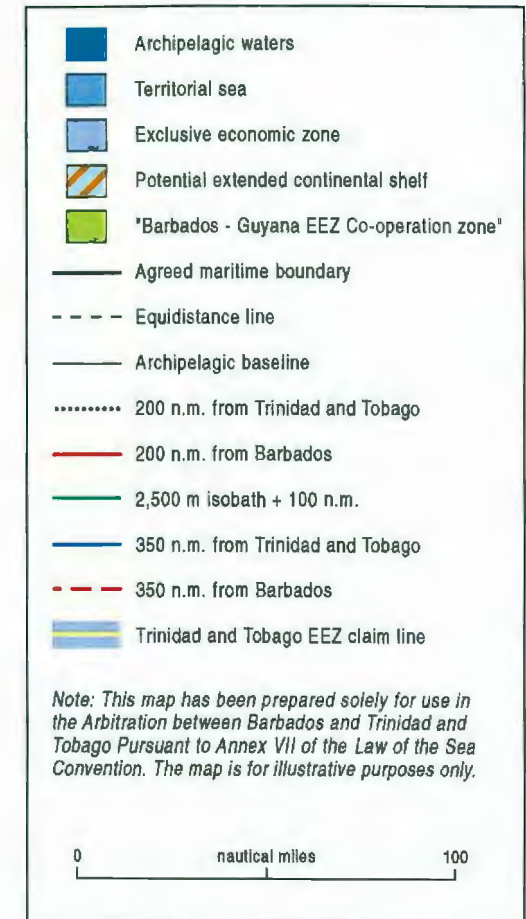 Archipelagic waters
Territorial sea
Exclusive economic zone
Potential extended continental shelf
"Barbados - Guyana EEZ Co-operation zone"
Agreed maritime boundary
Equidistance line
Archipelagic baseline
200 n.m. from Trinidad and Tobago
200 n.m. from Barbados
2,500 m isobath + 100 n.m.
350 n.m. from Trinidad and Tobago
350 n.m. from Barbados
Trinidad and Tobago EEZ claim line
Note: This map has been prepared solely for use in
the Arbitration between Barbados and Trinidad and
Tobago Pursuant to Annex VII of the Law of the Sea
Convention. The map is for illustrative purposes only.
0 nautical miles 100